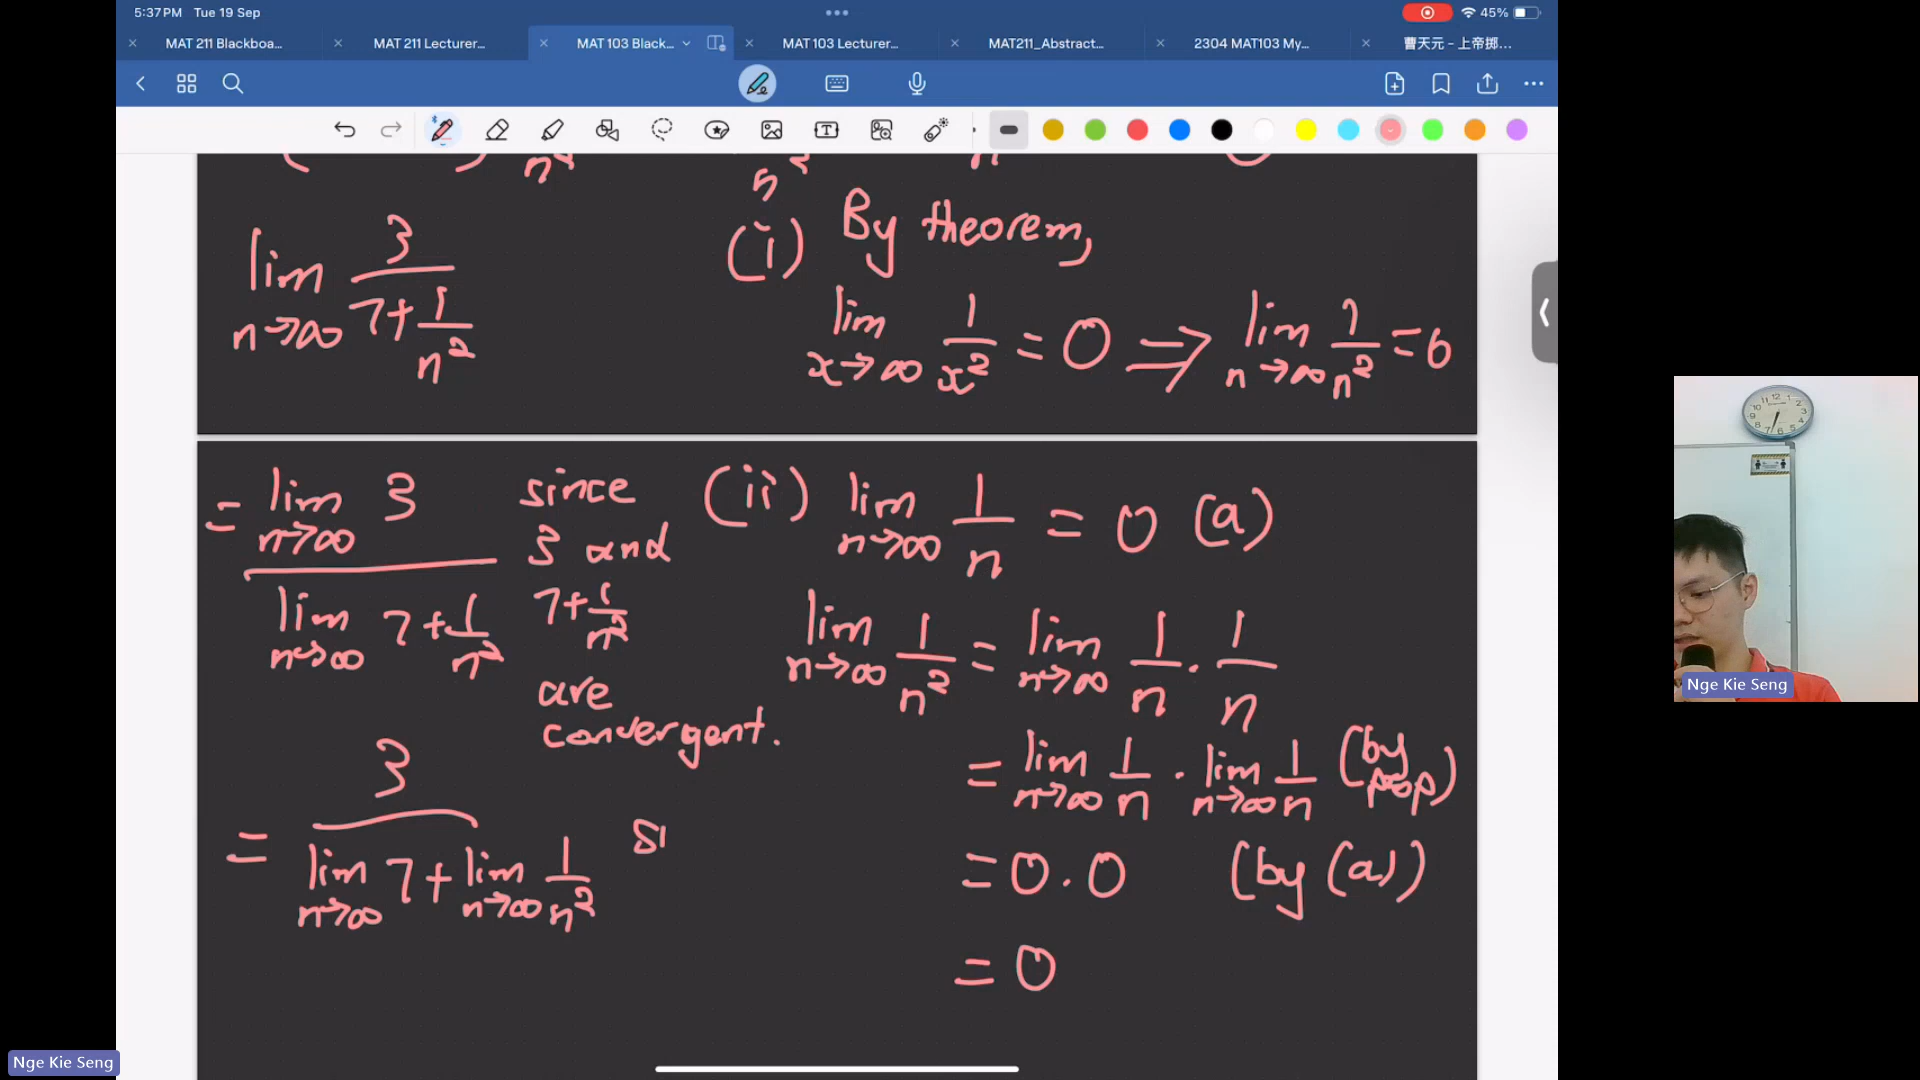 5:37 PM Tue 19 Sep
45%
MAT 211 Blackboa...
MAT 211 Lecturer...
MAT 103 Black...
MAT 103 Lecturer...
MAT211_Abstract...
2304 MAT103 My...
曹天元 - 上帝掷...
lim n→∞ 3/(7+1/n²)
(i) By theorem,
lim x→∞ 1/x² = 0 ⇒ lim n→∞ 1/n² = 0
= lim n→∞ 3 / lim n→∞ 7+1/n²
since
3 and
7+1/n²
are
convergent.
= 3 / (lim n→∞ 7 + lim n→∞ 1/n²) si
(ii) lim n→∞ 1/n = 0 (a)
lim n→∞ 1/n² = lim n→∞ 1/n · 1/n
= lim n→∞ 1/n · lim n→∞ 1/n (by prop)
= 0 · 0 (by (a))
= 0
Nge Kie Seng
Nge Kie Seng